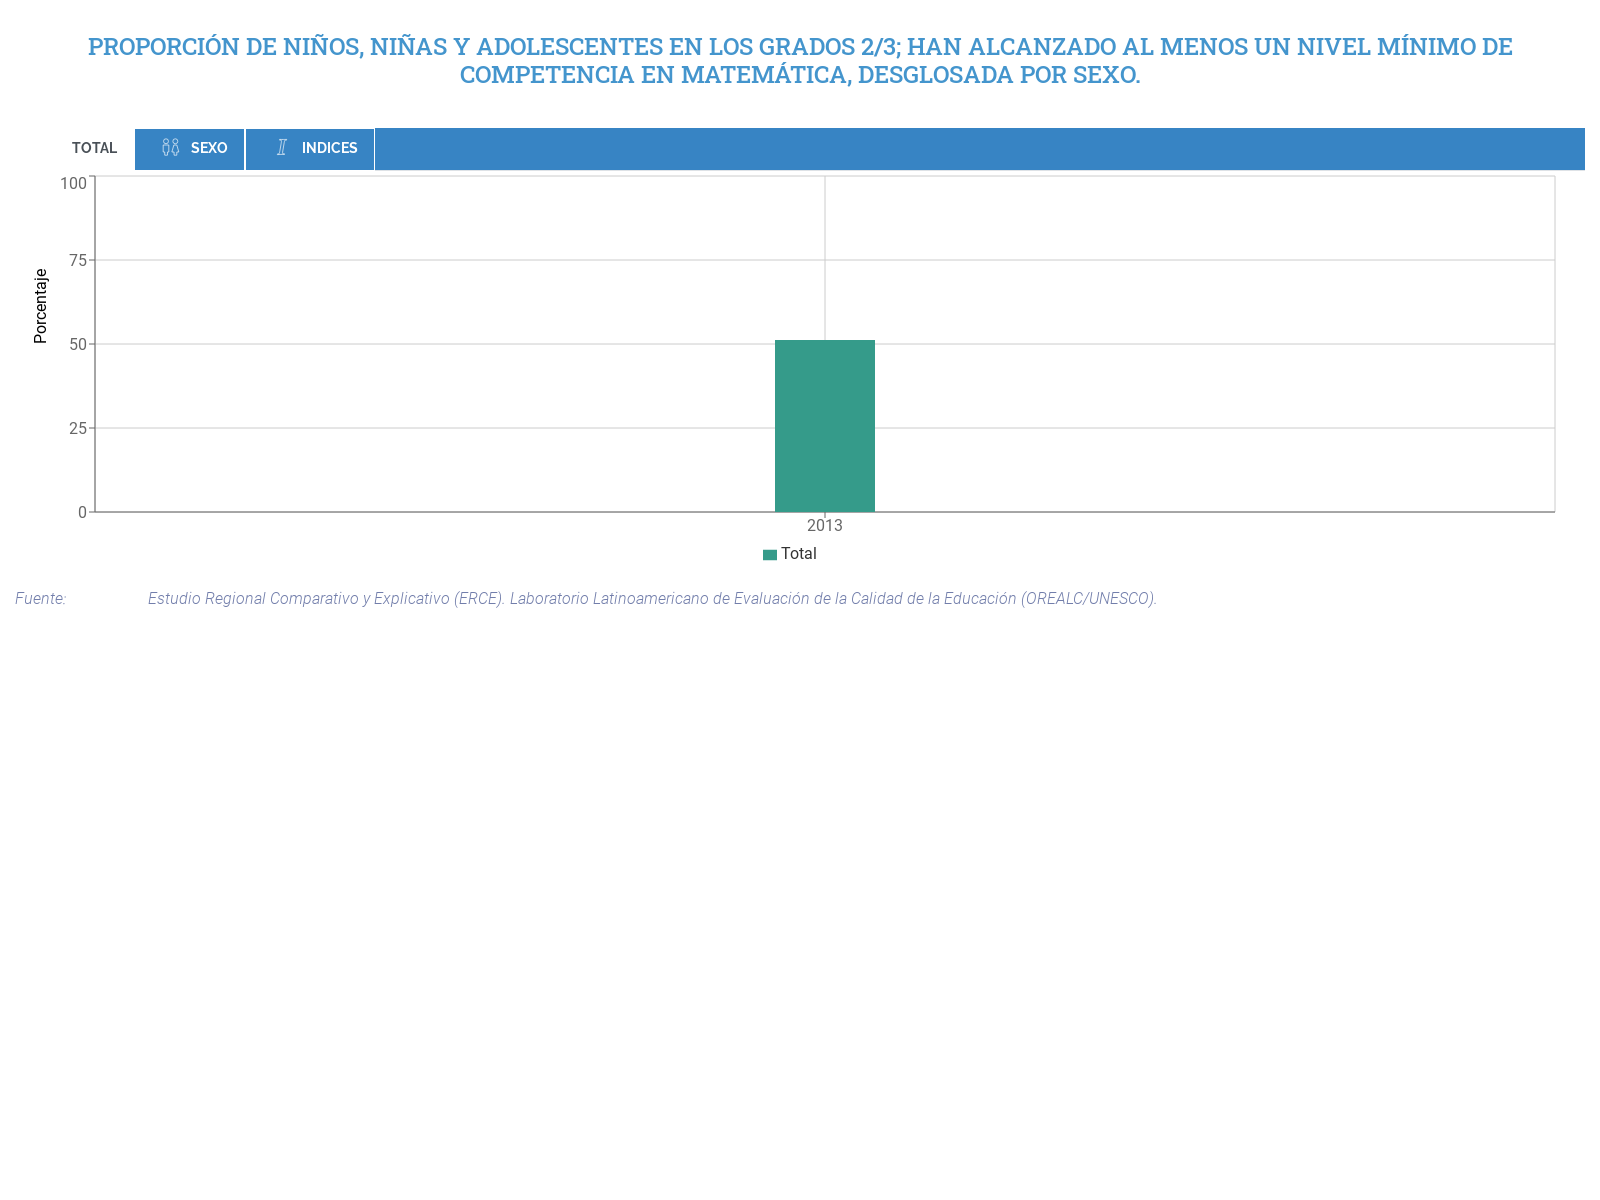 PROPORCIÓN DE NIÑOS, NIÑAS Y ADOLESCENTES EN LOS GRADOS 2/3; HAN ALCANZADO AL MENOS UN NIVEL MÍNIMO DE
COMPETENCIA EN MATEMÁTICA, DESGLOSADA POR SEXO.
TOTAL SEXO INDICES
100
75
50
25
0
Porcentaje
2013
Total
Fuente: Estudio Regional Comparativo y Explicativo (ERCE). Laboratorio Latinoamericano de Evaluación de la Calidad de la Educación (OREALC/UNESCO).